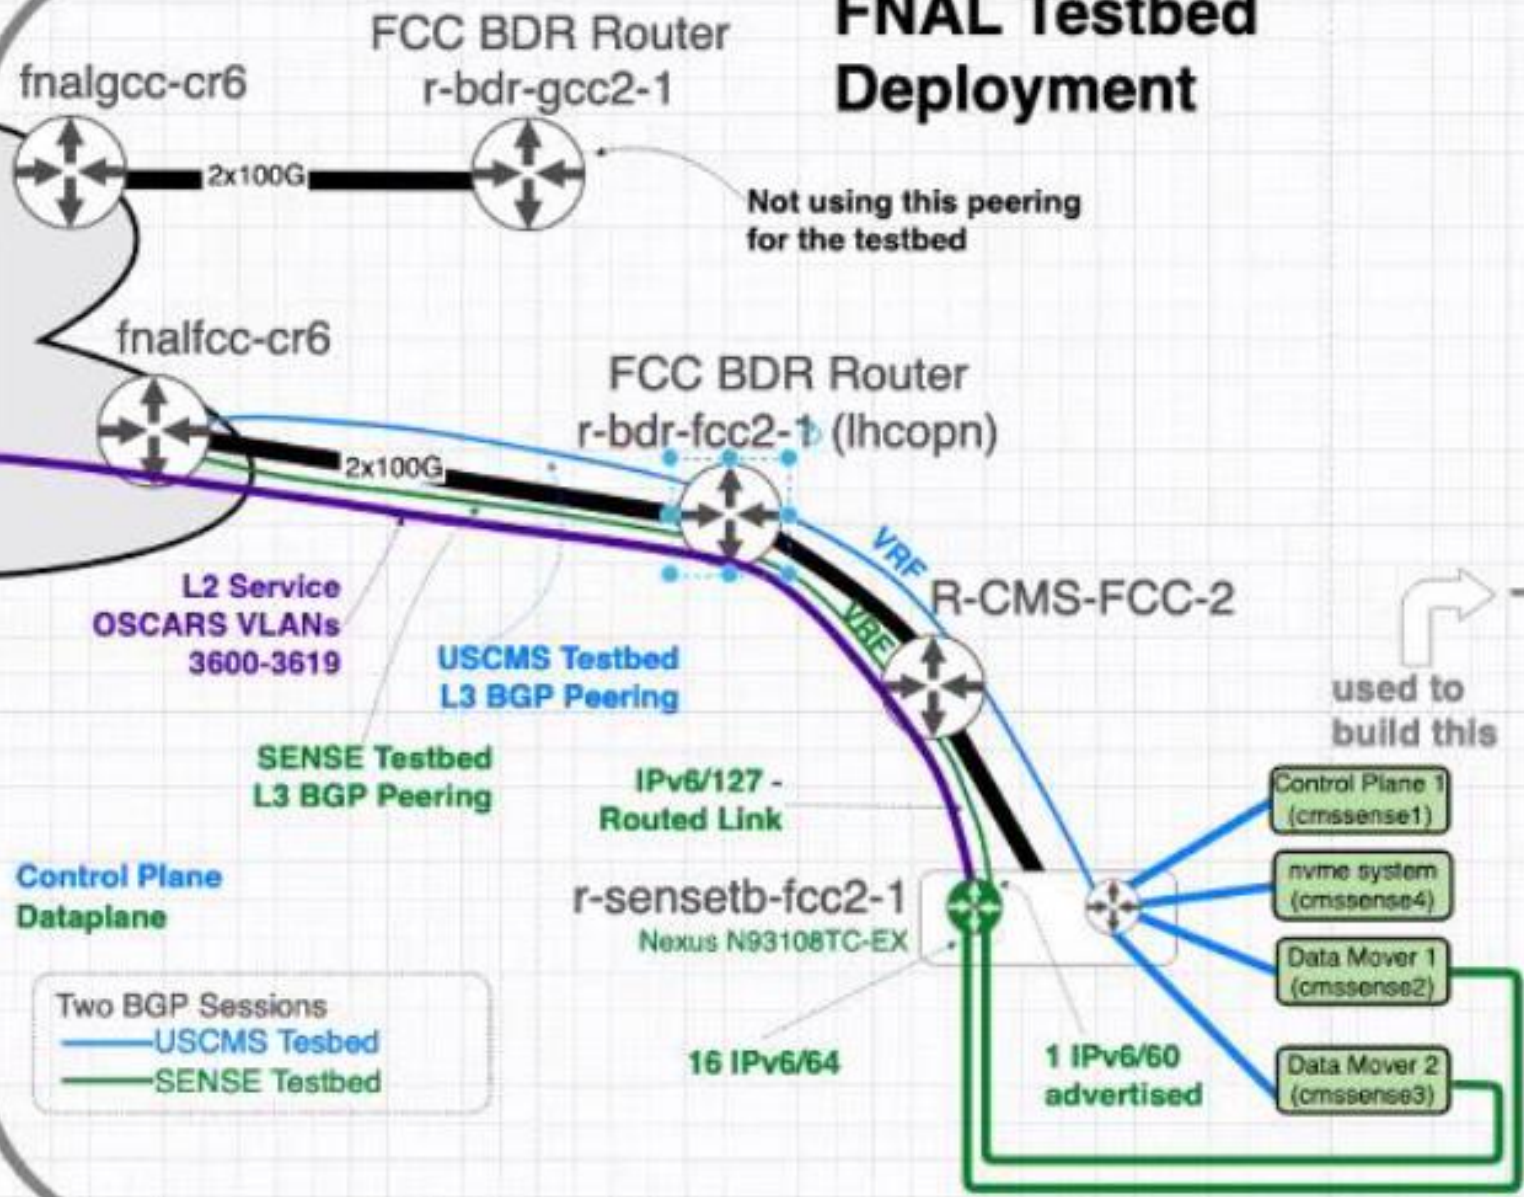 FNAL Testbed
Deployment
FCC BDR Router
r-bdr-gcc2-1
fnalgcc-cr6
2x100G
Not using this peering
for the testbed
fnalfcc-cr6
FCC BDR Router
r-bdr-fcc2-1 (lhcopn)
2x100G
VRF
VRF
R-CMS-FCC-2
L2 Service
OSCARS VLANs
3600-3619
USCMS Testbed
L3 BGP Peering
used to
build this
SENSE Testbed
L3 BGP Peering
IPv6/127 -
Routed Link
Control Plane 1
(cmssense1)
nvme system
(cmssense4)
Data Mover 1
(cmssense2)
Data Mover 2
(cmssense3)
Control Plane
Dataplane
r-sensetb-fcc2-1
Nexus N93108TC-EX
Two BGP Sessions
USCMS Tesbed
SENSE Testbed
16 IPv6/64
1 IPv6/60
advertised